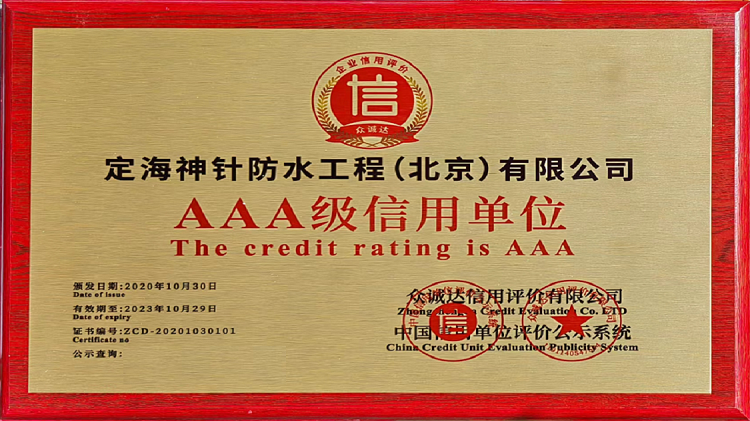 企业信用评价
信
众诚达
定海神针防水工程(北京)有限公司
AAA级信用单位
The credit rating is AAA
颁发日期:2020年10月30日
Date of issue
有效期至:2023年10月29日
Date of expiry
证书编号:ZCD-20201030101
Certificate no
公示查询:
众诚达信用评价有限公司
Credit Evaluation Co. LTD
中国信用单位评价公示系统
China Credit Unit Evaluation Publicity System
信